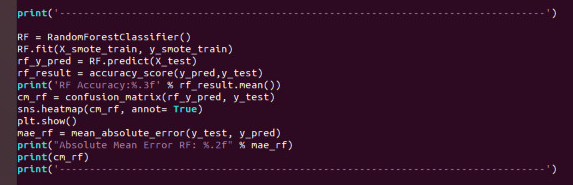 print('--------------------------------------------------------------------------------')
RF = RandomForestClassifier()
RF.fit(X_smote_train, y_smote_train)
rf_y_pred = RF.predict(X_test)
rf_result = accuracy_score(y_pred,y_test)
print('RF Accuracy:%.3f' % rf_result.mean())
cm_rf = confusion_matrix(rf_y_pred, y_test)
sns.heatmap(cm_rf, annot= True)
plt.show()
mae_rf = mean_absolute_error(y_test, y_pred)
print("Absolute Mean Error RF: %.2f" % mae_rf)
print(cm_rf)
print('--------------------------------------------------------------------------------')